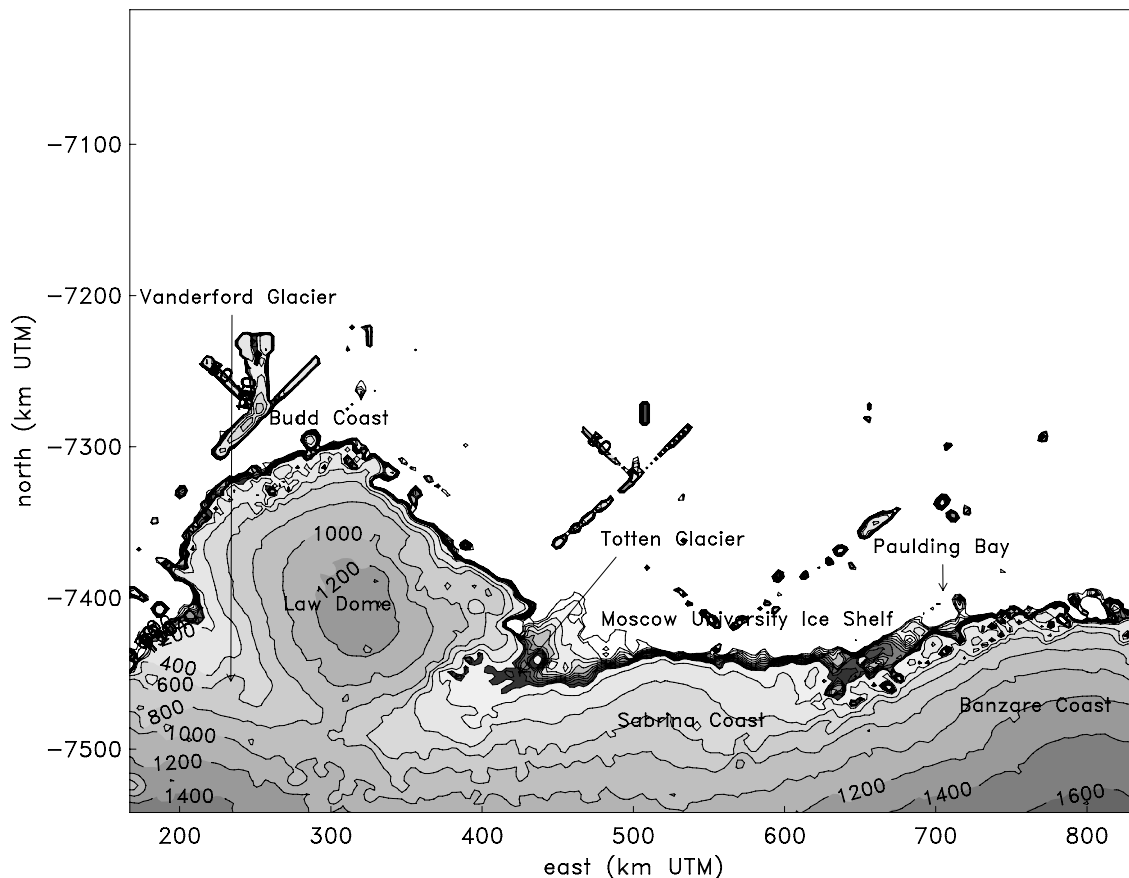 −7100
−7200
Vanderford Glacier
Budd Coast
north (km UTM)
−7300
1000
Totten Glacier
Paulding Bay
1200
Law Dome
−7400
Moscow University Ice Shelf
200
400
600
800
Sabrina Coast
Banzare Coast
1000
−7500
1200
1400
1200
1400
1600
200
300
400
500
600
700
800
east (km UTM)